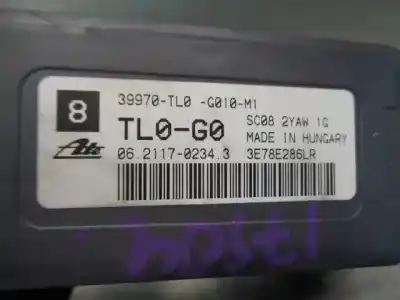 8
39970-TL0 -G010-M1
TL0-G0
SC08 2YAW 1G
MADE IN HUNGARY
Ate
06.2117-0234.3
3E78E286LR